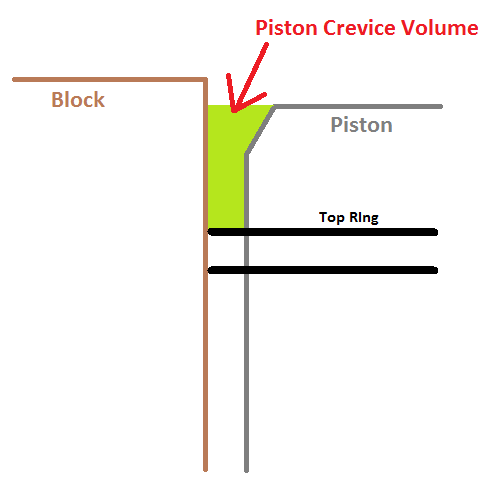 Piston Crevice Volume
Block
Piston
Top RIng